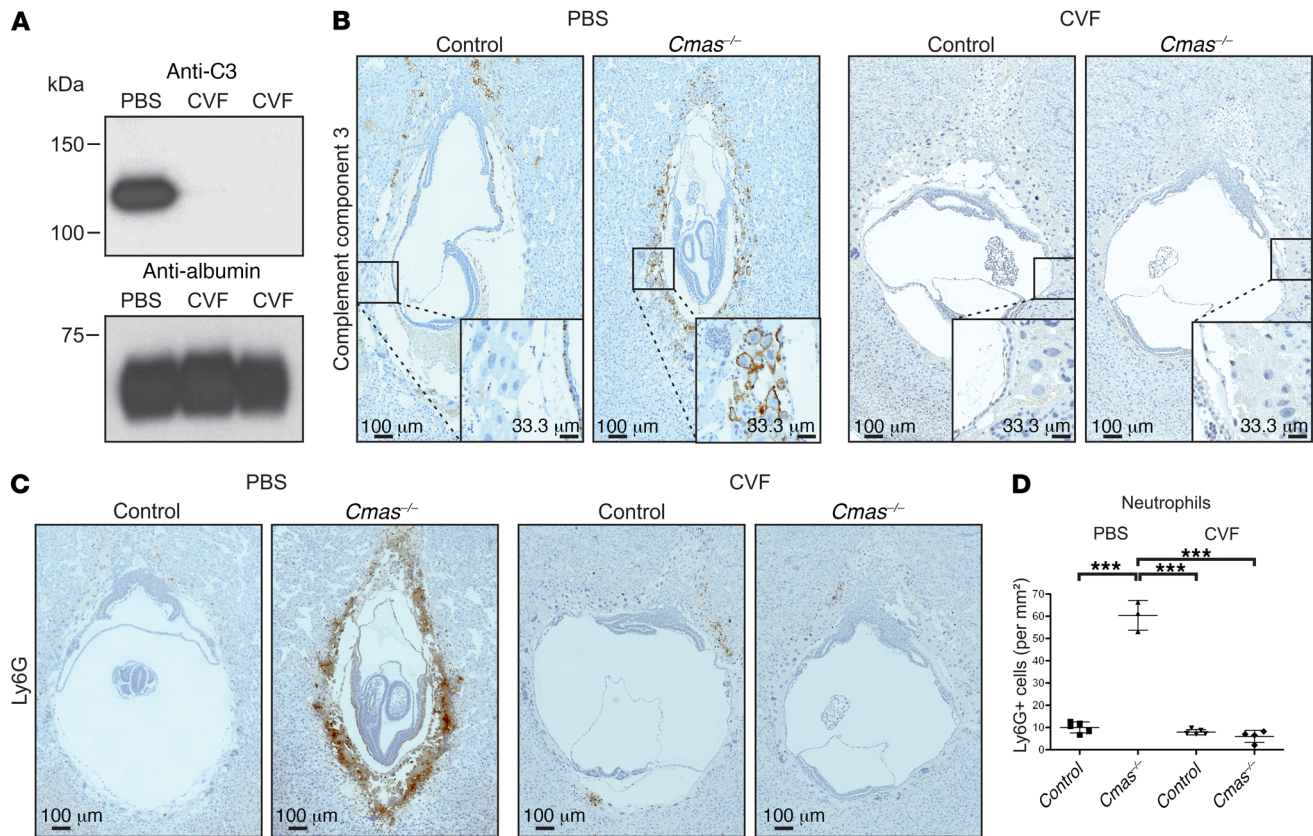 A
Anti-C3
kDa
PBS CVF CVF
150
100
Anti-albumin
PBS CVF CVF
75
B
PBS CVF
Control Cmas–/– Control Cmas–/–
Complement component 3
100 μm 33.3 μm 100 μm 33.3 μm 100 μm 33.3 μm 100 μm 33.3 μm
C
PBS CVF
Control Cmas–/– Control Cmas–/–
Ly6G
100 μm 100 μm 100 μm 100 μm
D
Neutrophils
PBS CVF
***
*** ***
Ly6G+ cells (per mm²)
70
60
50
40
30
20
10
0
Control Cmas–/– Control Cmas–/–